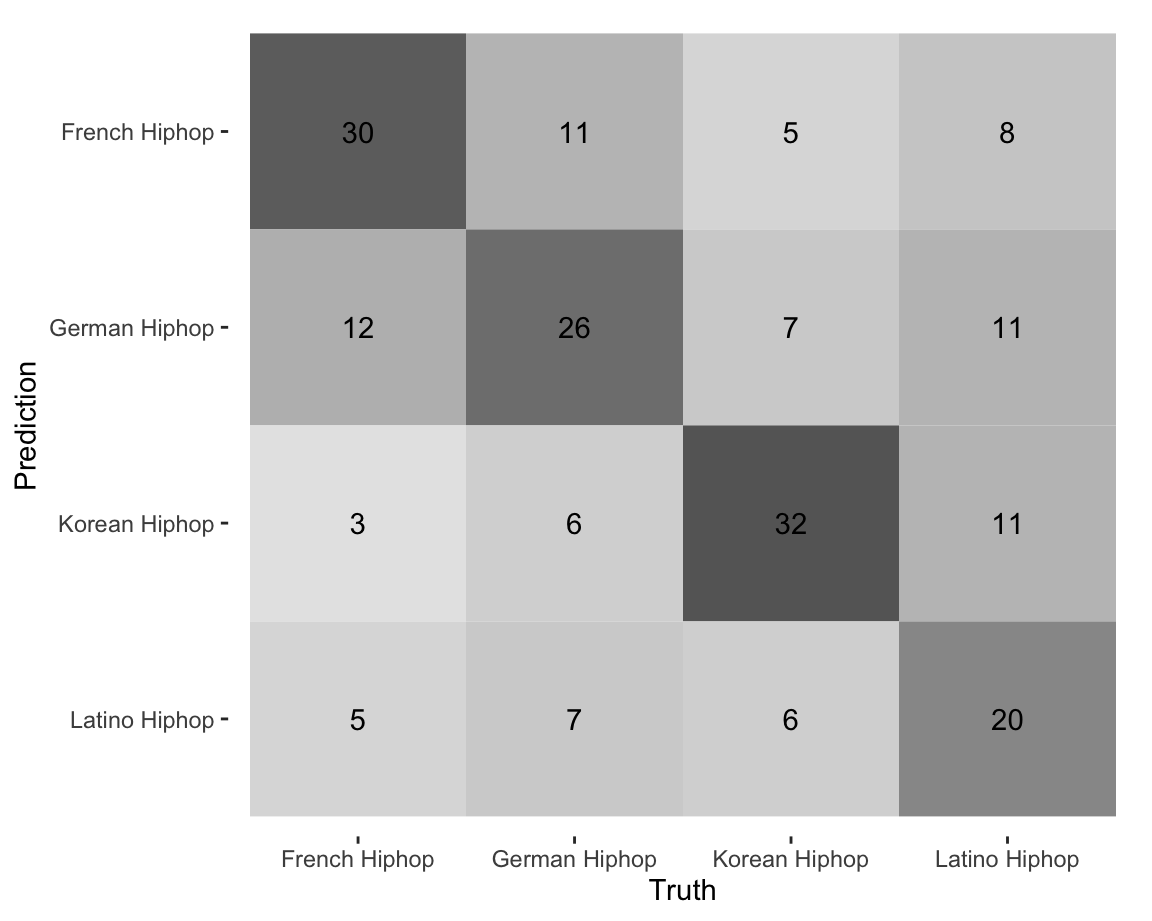 French Hiphop
30 11 5 8
German Hiphop
12 26 7 11
Prediction
Korean Hiphop
3 6 32 11
Latino Hiphop
5 7 6 20
French Hiphop German Hiphop Korean Hiphop Latino Hiphop
Truth